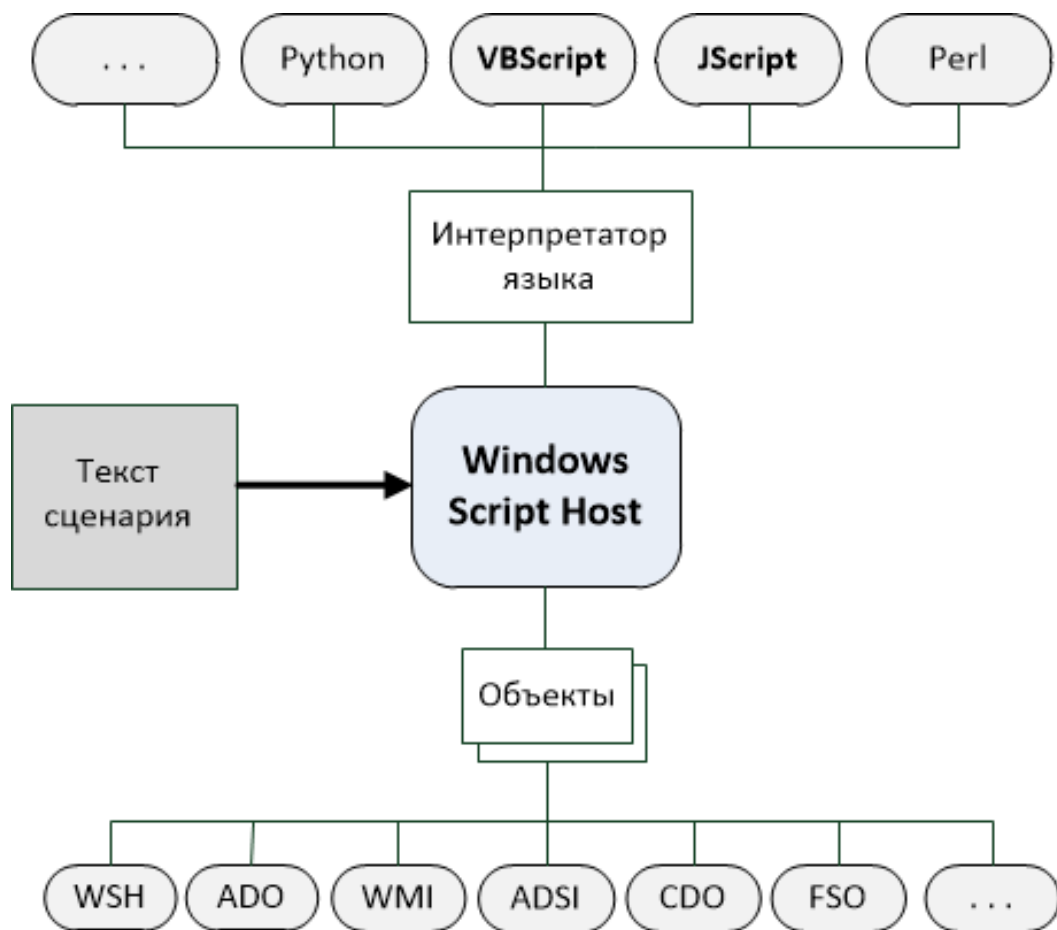 . . .
Python
VBScript
JScript
Perl
Интерпретатор
языка
Текст
сценария
Windows
Script Host
Объекты
WSH
ADO
WMI
ADSI
CDO
FSO
. . .